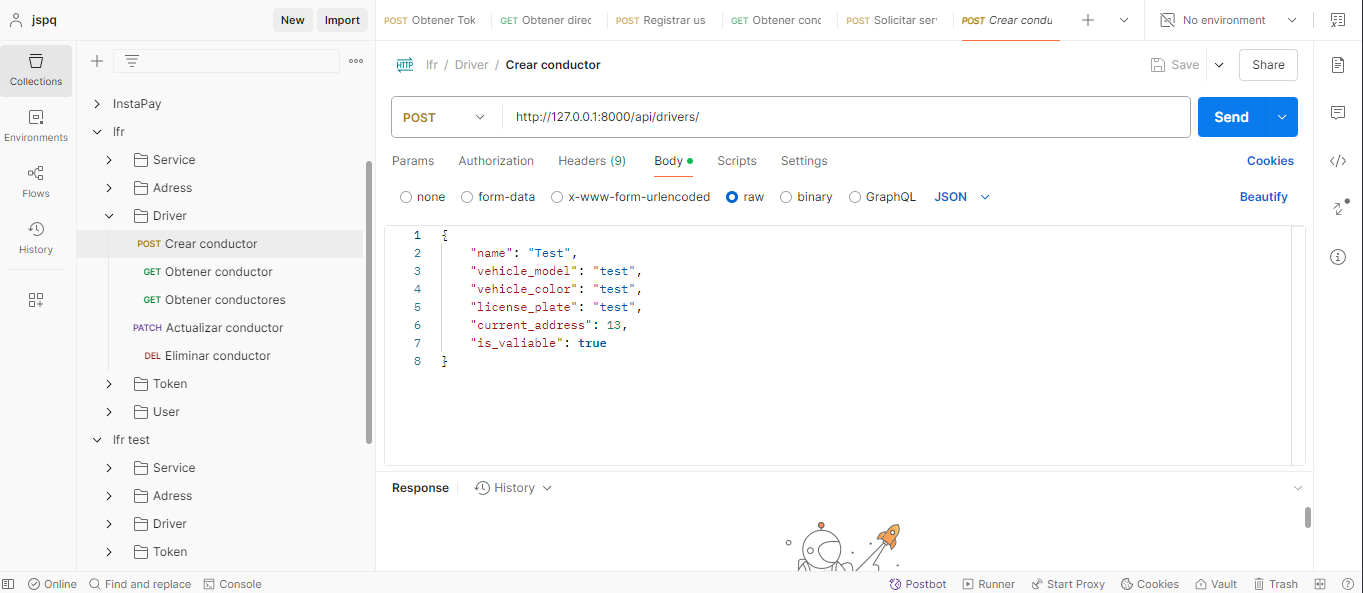 jspq
New
Import
POST Obtener Tok
GET Obtener direc
POST Registrar us
GET Obtener conc
POST Solicitar ser
POST Crear condu
No environment
Collections
Environments
Flows
History
InstaPay
lfr
Service
Adress
Driver
POST Crear conductor
GET Obtener conductor
GET Obtener conductores
PATCH Actualizar conductor
DEL Eliminar conductor
Token
User
lfr test
Service
Adress
Driver
Token
HTTP lfr / Driver / Crear conductor
Save
Share
POST
http://127.0.0.1:8000/api/drivers/
Send
Params Authorization Headers (9) Body Scripts Settings
Cookies
none form-data x-www-form-urlencoded raw binary GraphQL JSON
Beautify
1 {
2 "name": "Test",
3 "vehicle_model": "test",
4 "vehicle_color": "test",
5 "license_plate": "test",
6 "current_address": 13,
7 "is_valiable": true
8 }
Response
History
Online
Find and replace
Console
Postbot
Runner
Start Proxy
Cookies
Vault
Trash